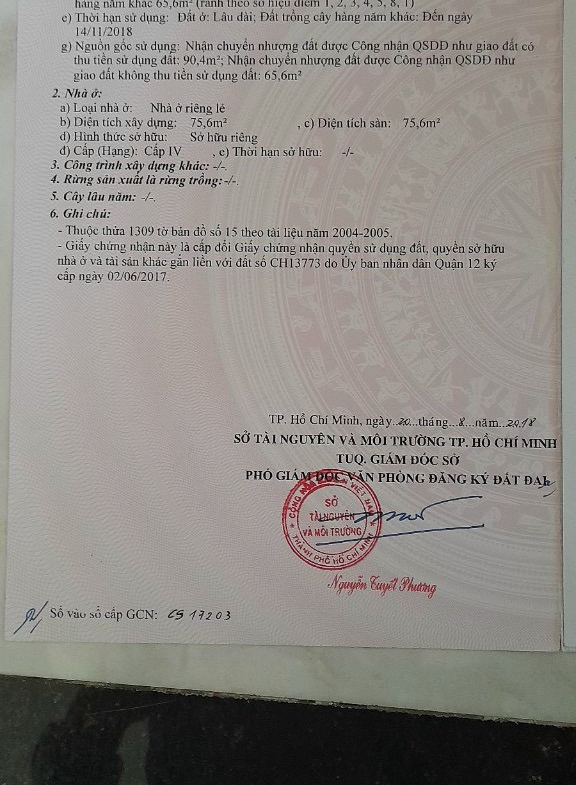 hàng năm khác 65,6m² (ranh theo số hiệu điểm 1, 2, 3, 4, 5, 8, 1)
e) Thời hạn sử dụng: Đất ở: Lâu dài; Đất trồng cây hàng năm khác: Đến ngày
14/11/2018
g) Nguồn gốc sử dụng: Nhận chuyển nhượng đất được Công nhận QSDĐ như giao đất có
thu tiền sử dụng đất: 90,4m²; Nhận chuyển nhượng đất được Công nhận QSDĐ như
giao đất không thu tiền sử dụng đất: 65,6m²
2. Nhà ở:
a) Loại nhà ở: Nhà ở riêng lẻ
b) Diện tích xây dựng: 75,6m² , c) Diện tích sàn: 75,6m²
d) Hình thức sở hữu: Sở hữu riêng
đ) Cấp (Hạng): Cấp IV , e) Thời hạn sở hữu: -/-
3. Công trình xây dựng khác: -/-.
4. Rừng sản xuất là rừng trồng: -/-.
5. Cây lâu năm: -/-.
6. Ghi chú:
- Thuộc thửa 1309 tờ bản đồ số 15 theo tài liệu năm 2004-2005.
- Giấy chứng nhận này là cấp đổi Giấy chứng nhận quyền sử dụng đất, quyền sở hữu
nhà ở và tài sản khác gắn liền với đất số CH13773 do Ủy ban nhân dân Quận 12 ký
cấp ngày 02/06/2017.
TP. Hồ Chí Minh, ngày..20...tháng..8...năm..2018
SỞ TÀI NGUYÊN VÀ MÔI TRƯỜNG TP. HỒ CHÍ MINH
TUQ. GIÁM ĐỐC SỞ
PHÓ GIÁM ĐỐC VĂN PHÒNG ĐĂNG KÝ ĐẤT ĐAI
SỞ
TÀI NGUYÊN
VÀ MÔI TRƯỜNG
THÀNH PHỐ HỒ CHÍ MINH
Nguyễn Tuyết Phương
Số vào sổ cấp GCN: CS 17203